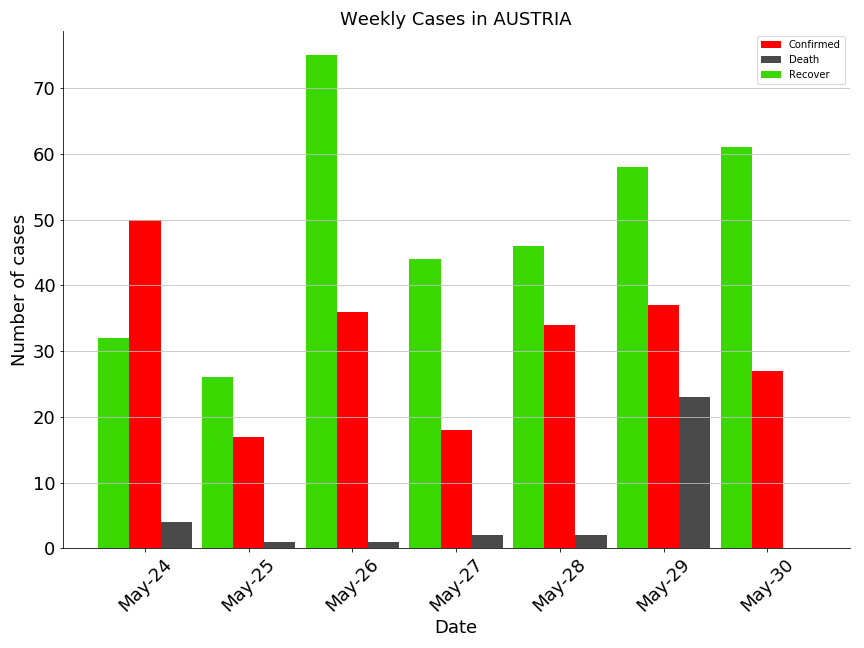 Weekly Cases in AUSTRIA
Confirmed
Death
Recover
Number of cases
70
60
50
40
30
20
10
0
May-24
May-25
May-26
May-27
May-28
May-29
May-30
Date